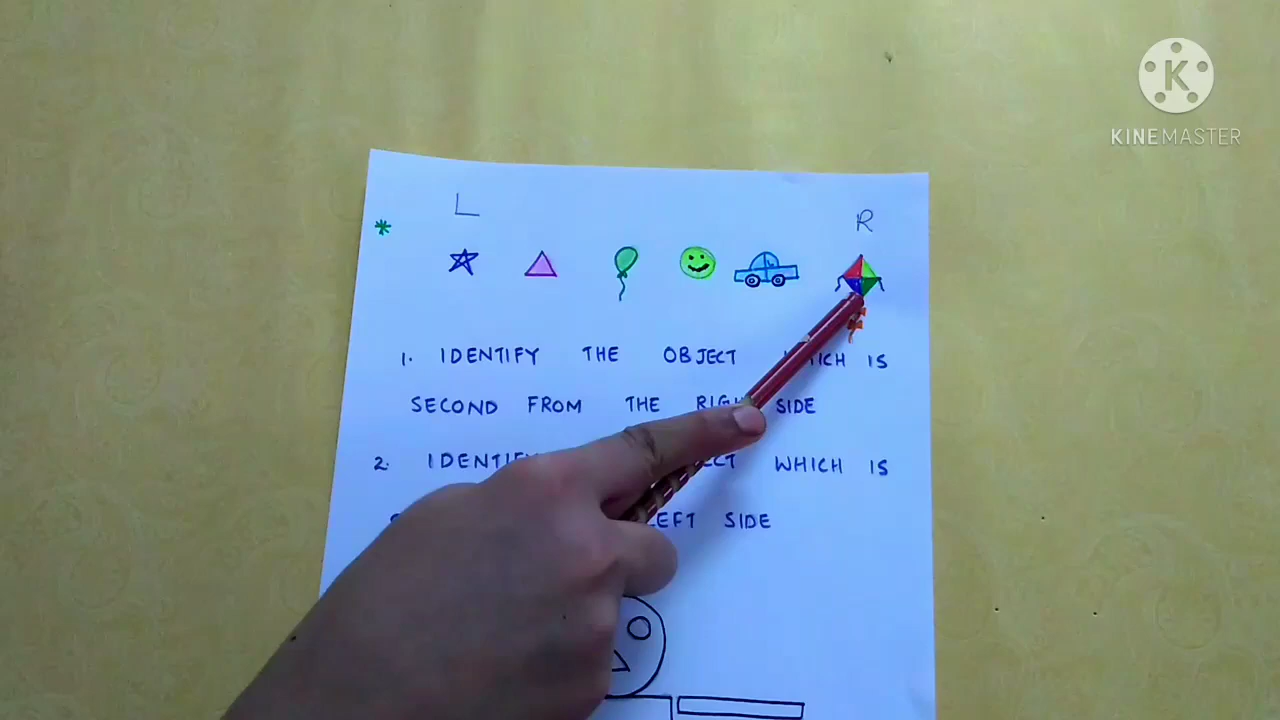 KINEMASTER
L
R
1. IDENTIFY THE OBJECT IS
SECOND FROM THE SIDE
2. WHICH IS
LEFT SIDE